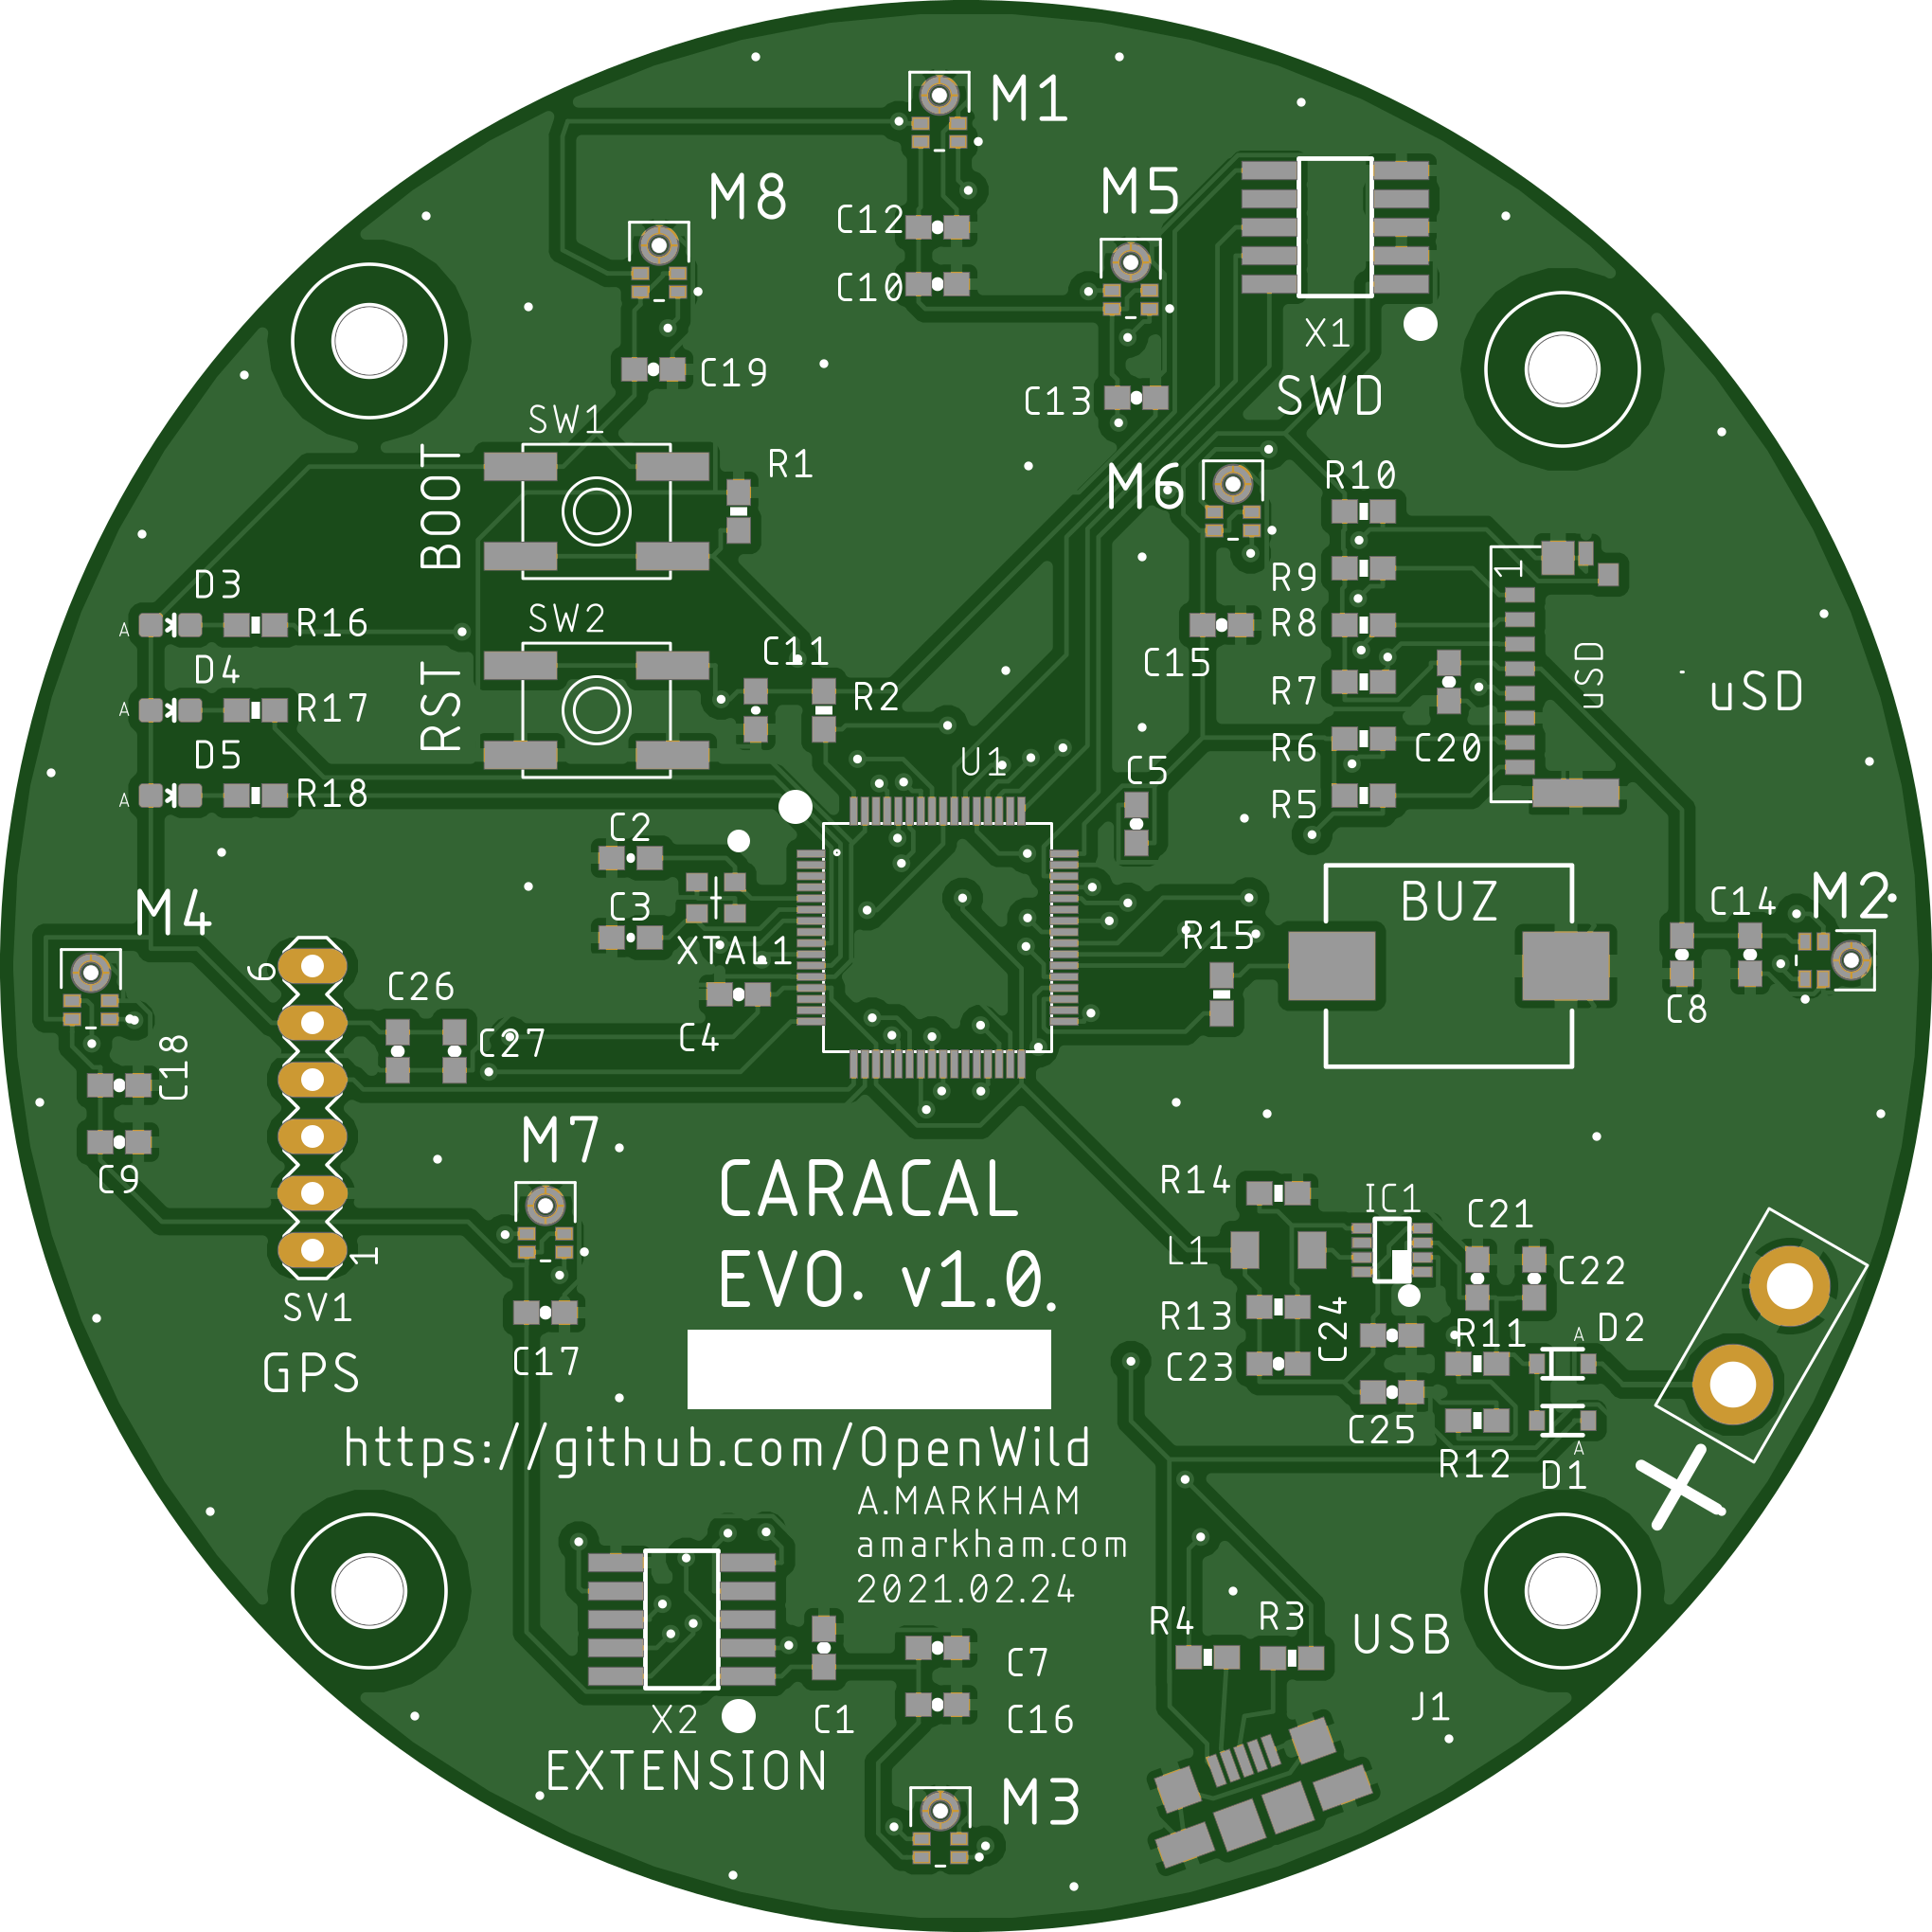 M1
M8
M5
C12
C10
X1
C19
C13
SWD
SW1
BOOT
R1
M6
R10
D3
A
R16
R9
1
SW2
R8
C11
C15
uSD
D4
A
R17
RST
R2
R7
uSD
D5
A
R18
U1
C5
R6
C20
R5
C2
C3
XTAL1
M4
BUZ
C14
M2
R15
6
C26
C27
C4
C8
C18
C9
M7
CARACAL
EVO. v1.0.
R14
IC1
C21
L1
C22
1
SV1
GPS
C17
R13
C24
R11
A
D2
C23
C25
R12
A
D1
+
https://github.com/OpenWild
A.MARKHAM
amarkham.com
2021.02.24
R4
R3
USB
C7
X2
C1
C16
J1
EXTENSION
M3